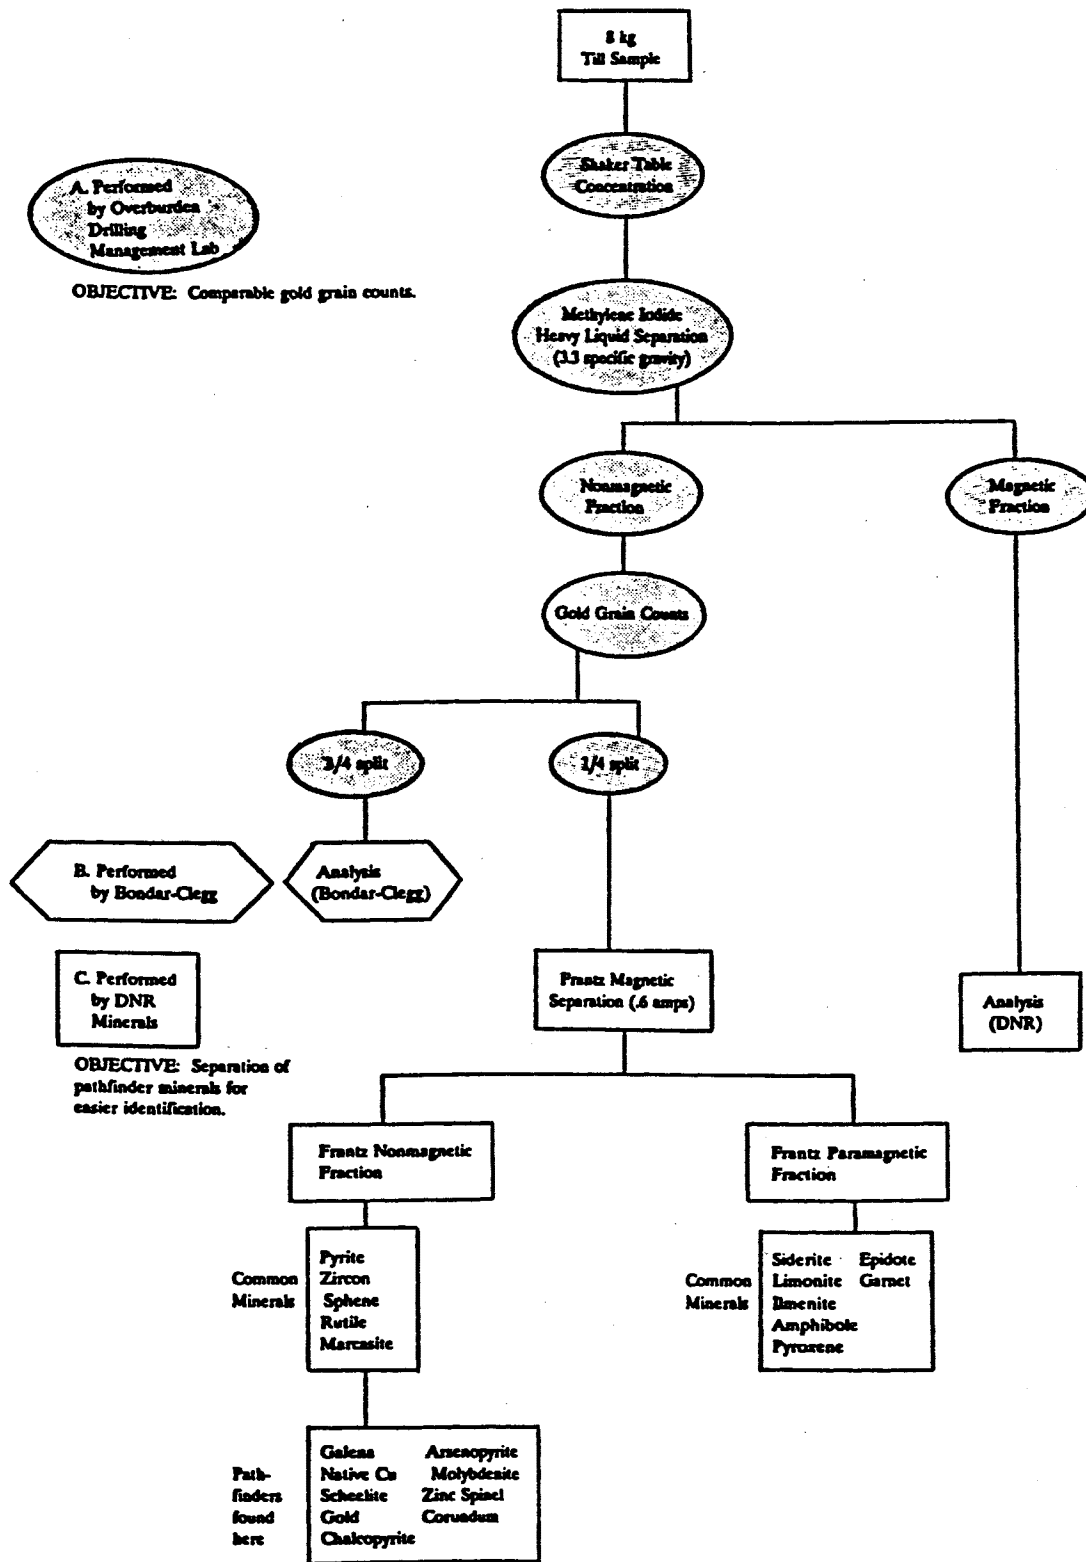 8 kg
Till Sample
Shaker Table
Concentration
A. Performed
by Overburden
Drilling
Management Lab
OBJECTIVE: Comparable gold grain counts.
Methylene Iodide
Heavy Liquid Separation
(3.3 specific gravity)
Nonmagnetic
Fraction
Magnetic
Fraction
Gold Grain Counts
3/4 split
1/4 split
B. Performed
by Bondar-Clegg
Analysis
(Bondar-Clegg)
C. Performed
by DNR
Minerals
OBJECTIVE: Separation of
pathfinder minerals for
easier identification.
Frantz Magnetic
Separation (.6 amps)
Analysis
(DNR)
Frantz Nonmagnetic
Fraction
Frantz Paramagnetic
Fraction
Common
Minerals
Pyrite
Zircon
Sphene
Rutile
Marcasite
Common
Minerals
Siderite Epidote
Limonite Garnet
Ilmenite
Amphibole
Pyroxene
Path-
finders
found
here
Galena Arsenopyrite
Native Cu Molybdenite
Scheelite Zinc Spinel
Gold Corundum
Chalcopyrite